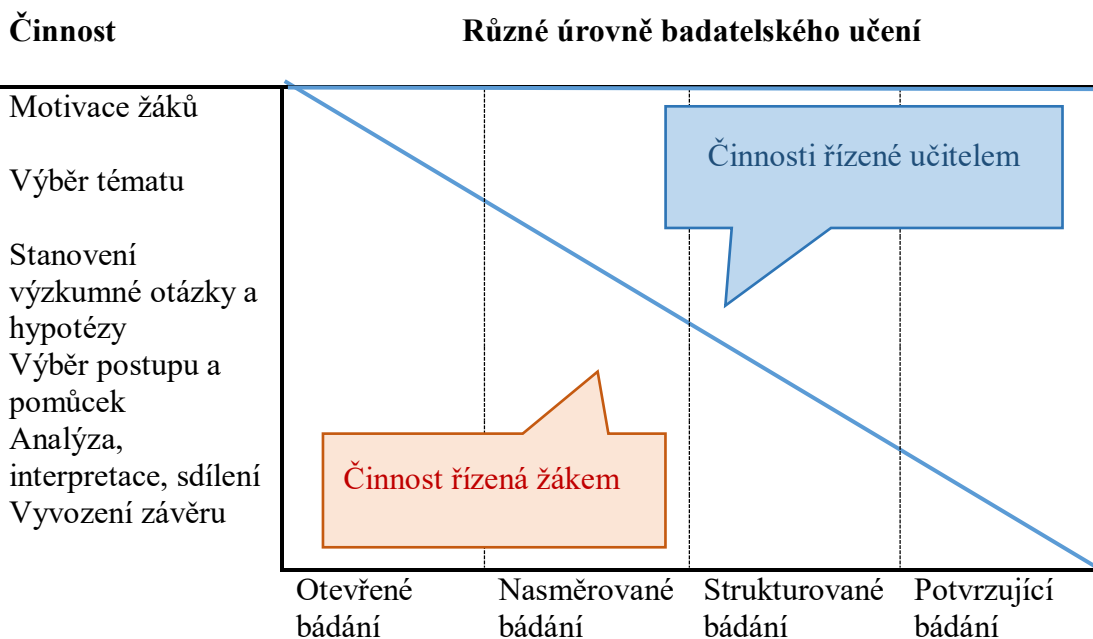 Činnost
Různé úrovně badatelského učení
Motivace žáků
Výběr tématu
Stanovení
výzkumné otázky a
hypotézy
Výběr postupu a
pomůcek
Analýza,
interpretace, sdílení
Vyvození závěru
Činnosti řízené učitelem
Činnost řízená žákem
Otevřené
bádání
Nasměrované
bádání
Strukturované
bádání
Potvrzující
bádání